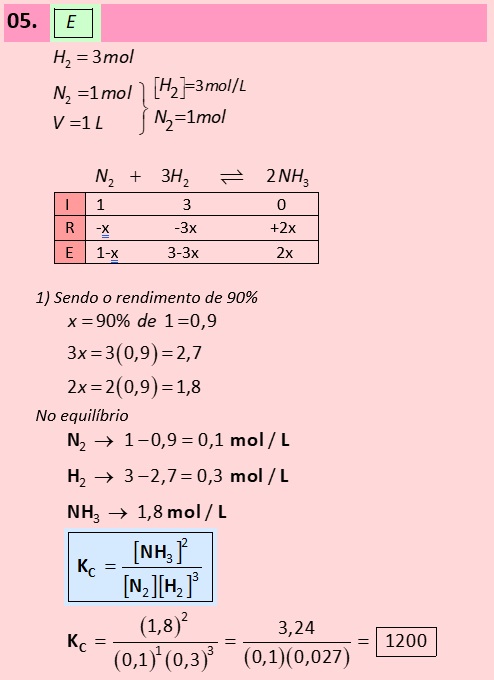 05. E
H₂ = 3mol
N₂ = 1mol
V = 1 L
[H₂]=3mol/L
N₂=1mol
N₂ + 3H₂ ⇌ 2NH₃
I 1 3 0
R -x -3x +2x
E 1-x 3-3x 2x
1) Sendo o rendimento de 90%
x = 90% de 1 = 0,9
3x = 3(0,9) = 2,7
2x = 2(0,9) = 1,8
No equilíbrio
N₂ → 1 − 0,9 = 0,1 mol / L
H₂ → 3 − 2,7 = 0,3 mol / L
NH₃ → 1,8 mol / L
K_C = [NH₃]² / [N₂][H₂]³
K_C = (1,8)² / (0,1)¹(0,3)³ = 3,24 / (0,1)(0,027) = 1200